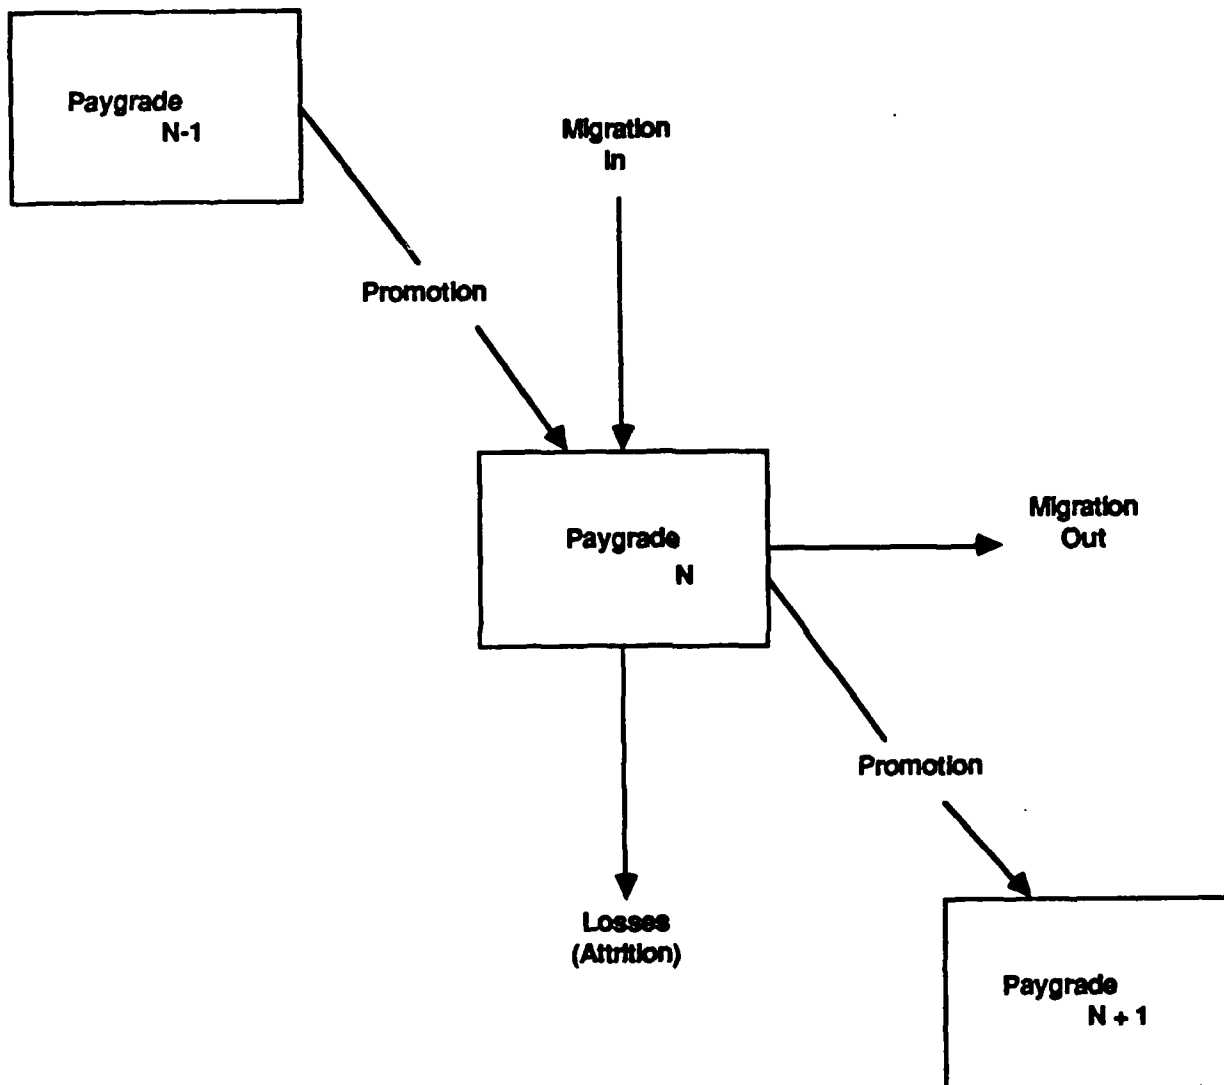 Paygrade
N-1
Migration
In
Promotion
Paygrade
N
Migration
Out
Promotion
Losses
(Attrition)
Paygrade
N + 1